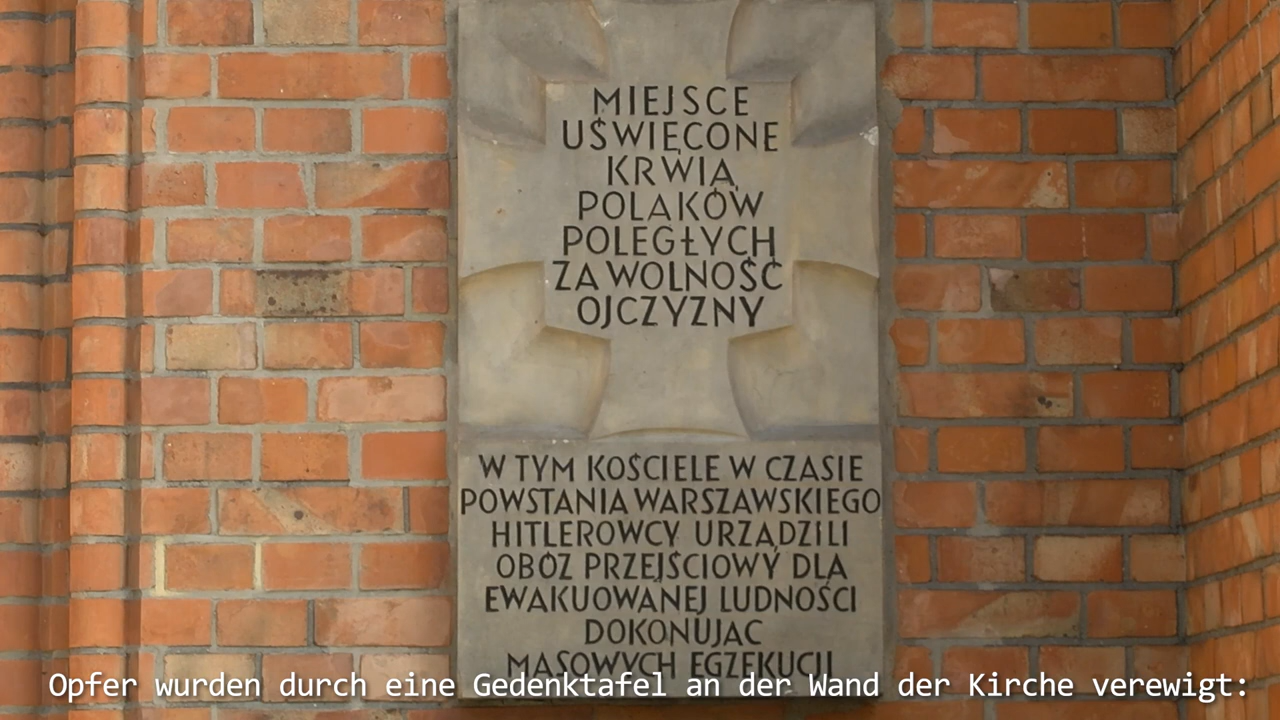 MIEJSCE
UŚWIĘCONE
KRWIĄ
POLAKÓW
POLEGŁYCH
ZA WOLNOŚĆ
OJCZYZNY
W TYM KOŚCIELE W CZASIE
POWSTANIA WARSZAWSKIEGO
HITLEROWCY URZĄDZILI
OBÓZ PRZEJŚCIOWY DLA
EWAKUOWANEJ LUDNOŚCI
DOKONUJĄC
MASOWYCH EGZEKUCJI
Opfer wurden durch eine Gedenktafel an der Wand der Kirche verewigt: